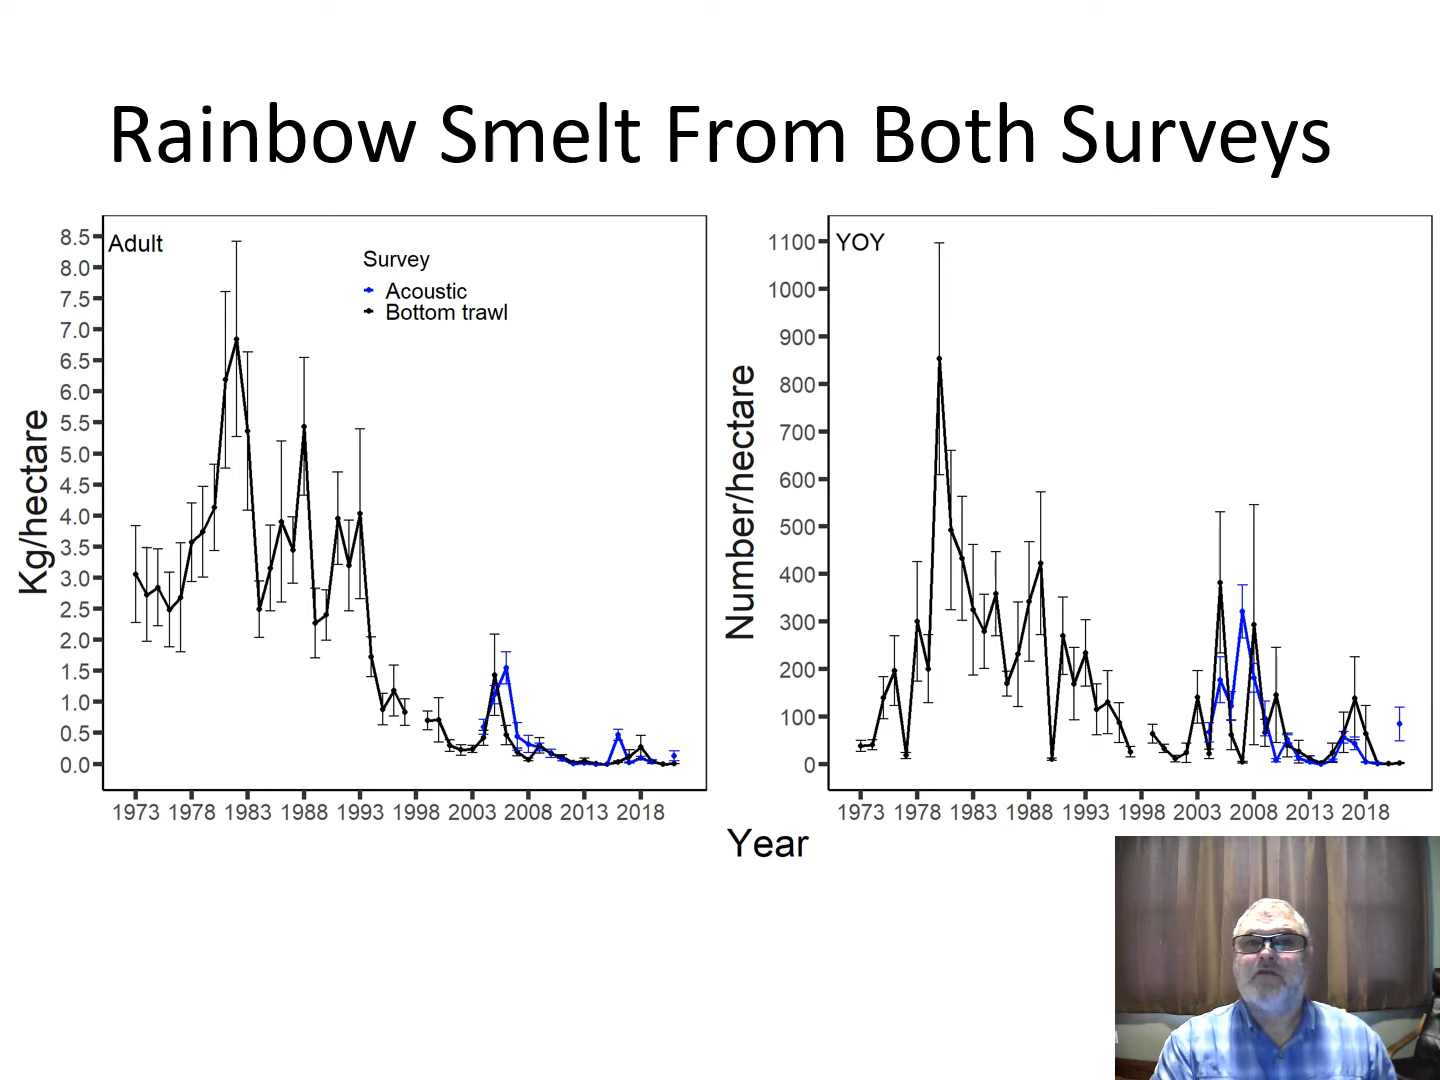 Rainbow Smelt From Both Surveys
Adult
Survey
Acoustic
Bottom trawl
Kg/hectare
8.5
8.0
7.5
7.0
6.5
6.0
5.5
5.0
4.5
4.0
3.5
3.0
2.5
2.0
1.5
1.0
0.5
0.0
1973 1978 1983 1988 1993 1998 2003 2008 2013 2018
YOY
Number/hectare
1100
1000
900
800
700
600
500
400
300
200
100
0
1973 1978 1983 1988 1993 1998 2003 2008 2013 2018
Year